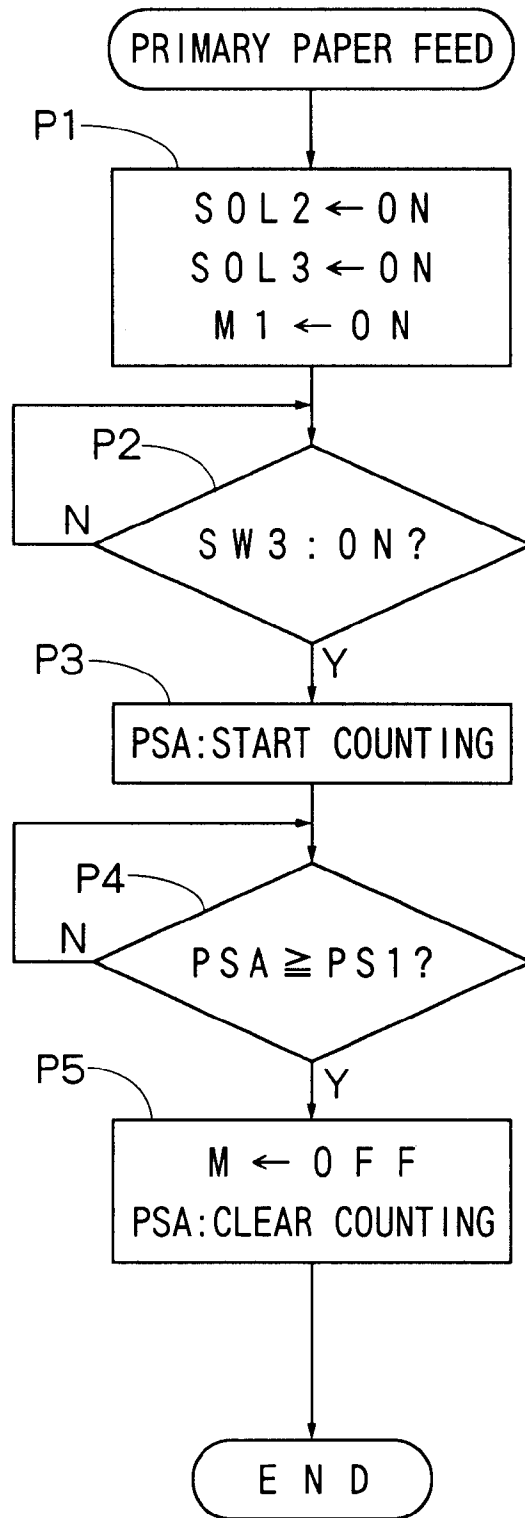 PRIMARY PAPER FEED
P1
SOL2←ON
SOL3←ON
M1←ON
P2
N
SW3:ON?
Y
P3
PSA:START COUNTING
P4
N
PSA≧PS1?
Y
P5
M←OFF
PSA:CLEAR COUNTING
END